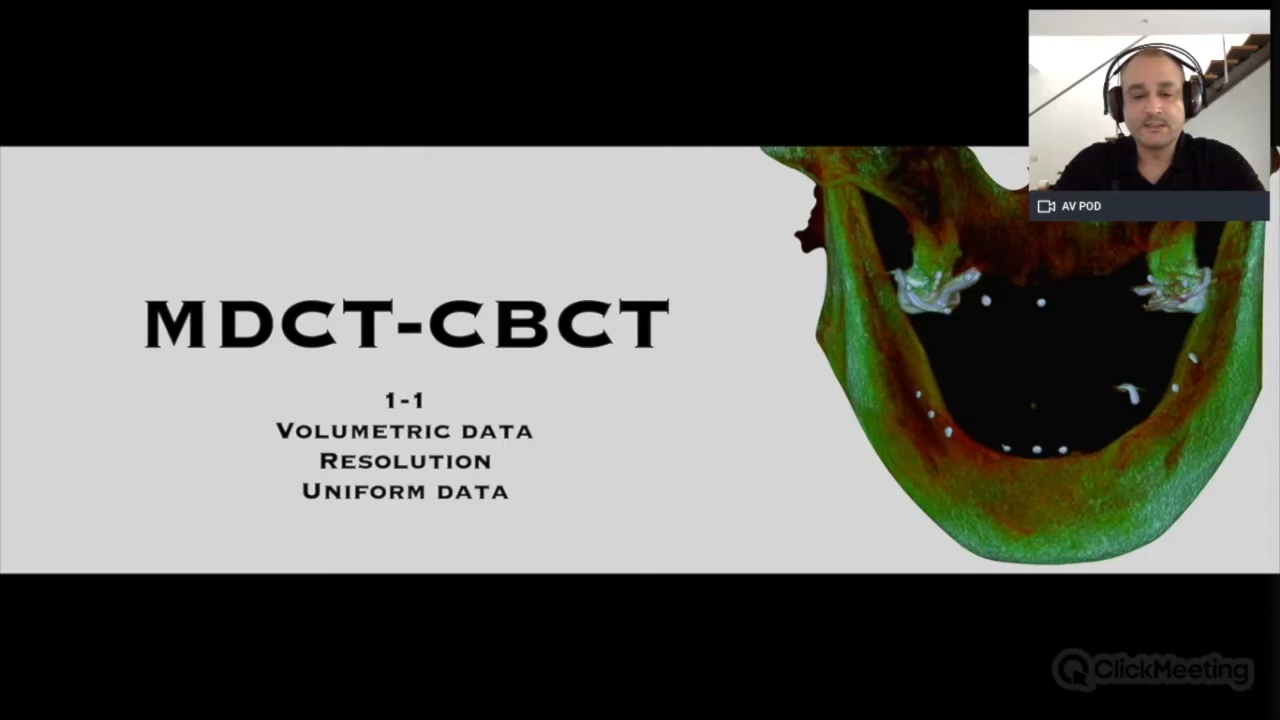 AV POD
MDCT-CBCT
1-1
VOLUMETRIC DATA
RESOLUTION
UNIFORM DATA
ClickMeeting